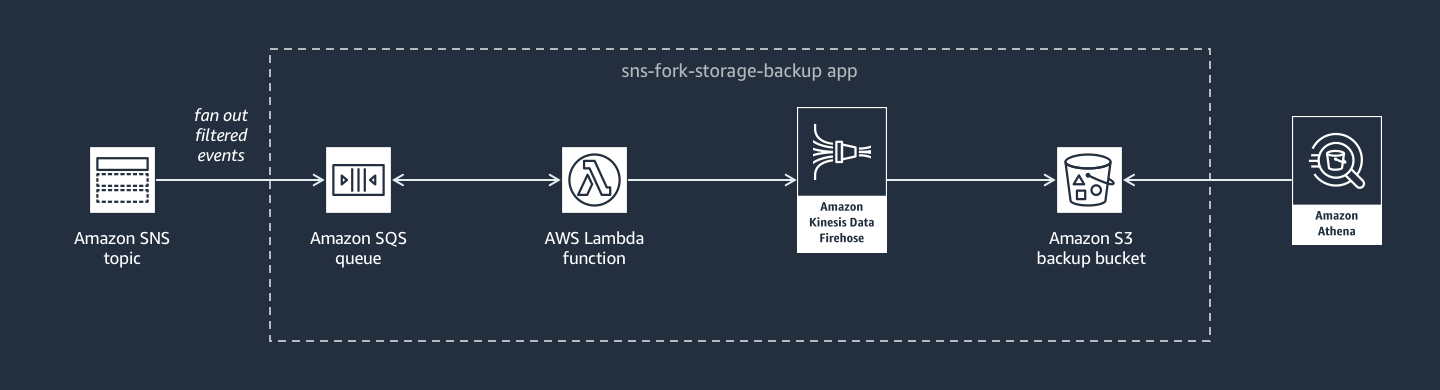 sns-fork-storage-backup app
fan out
filtered
events
Amazon SNS
topic
Amazon SQS
queue
AWS Lambda
function
Amazon
Kinesis Data
Firehose
Amazon S3
backup bucket
Amazon
Athena